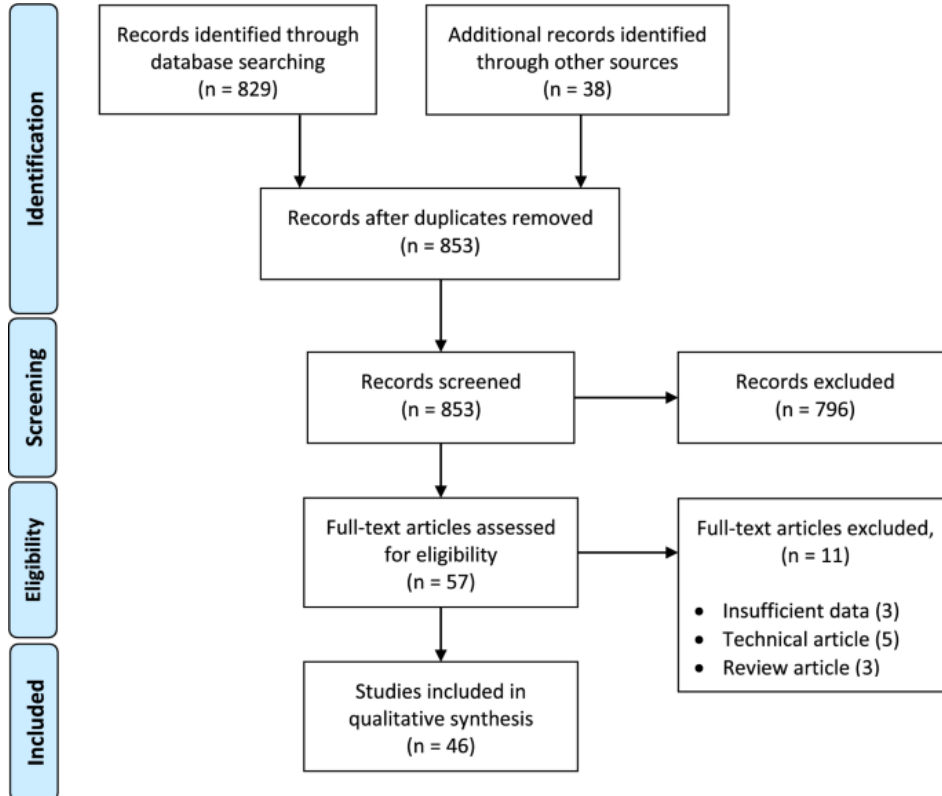 Identification
Records identified through
database searching
(n = 829)
Additional records identified
through other sources
(n = 38)
Records after duplicates removed
(n = 853)
Screening
Records screened
(n = 853)
Records excluded
(n = 796)
Eligibility
Full-text articles assessed
for eligibility
(n = 57)
Full-text articles excluded,
(n = 11)
• Insufficient data (3)
• Technical article (5)
• Review article (3)
Included
Studies included in
qualitative synthesis
(n = 46)